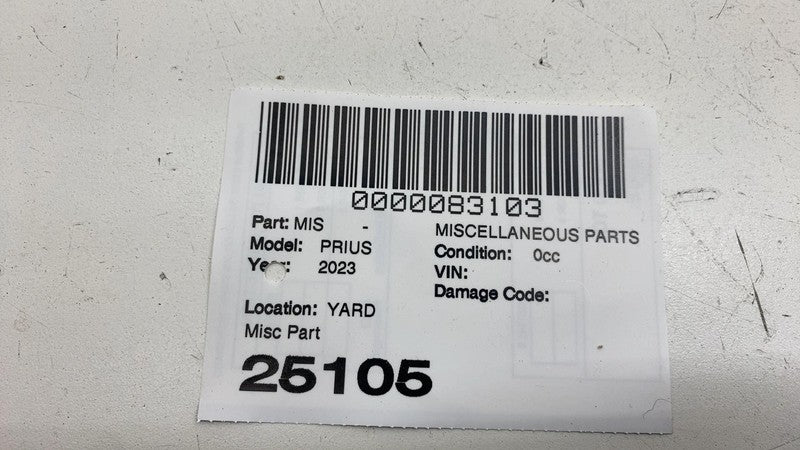 0000083103
Part: MIS -
MISCELLANEOUS PARTS
Model: PRIUS
Condition: 0cc
Year: 2023
VIN:
Damage Code:
Location: YARD
Misc Part
25105